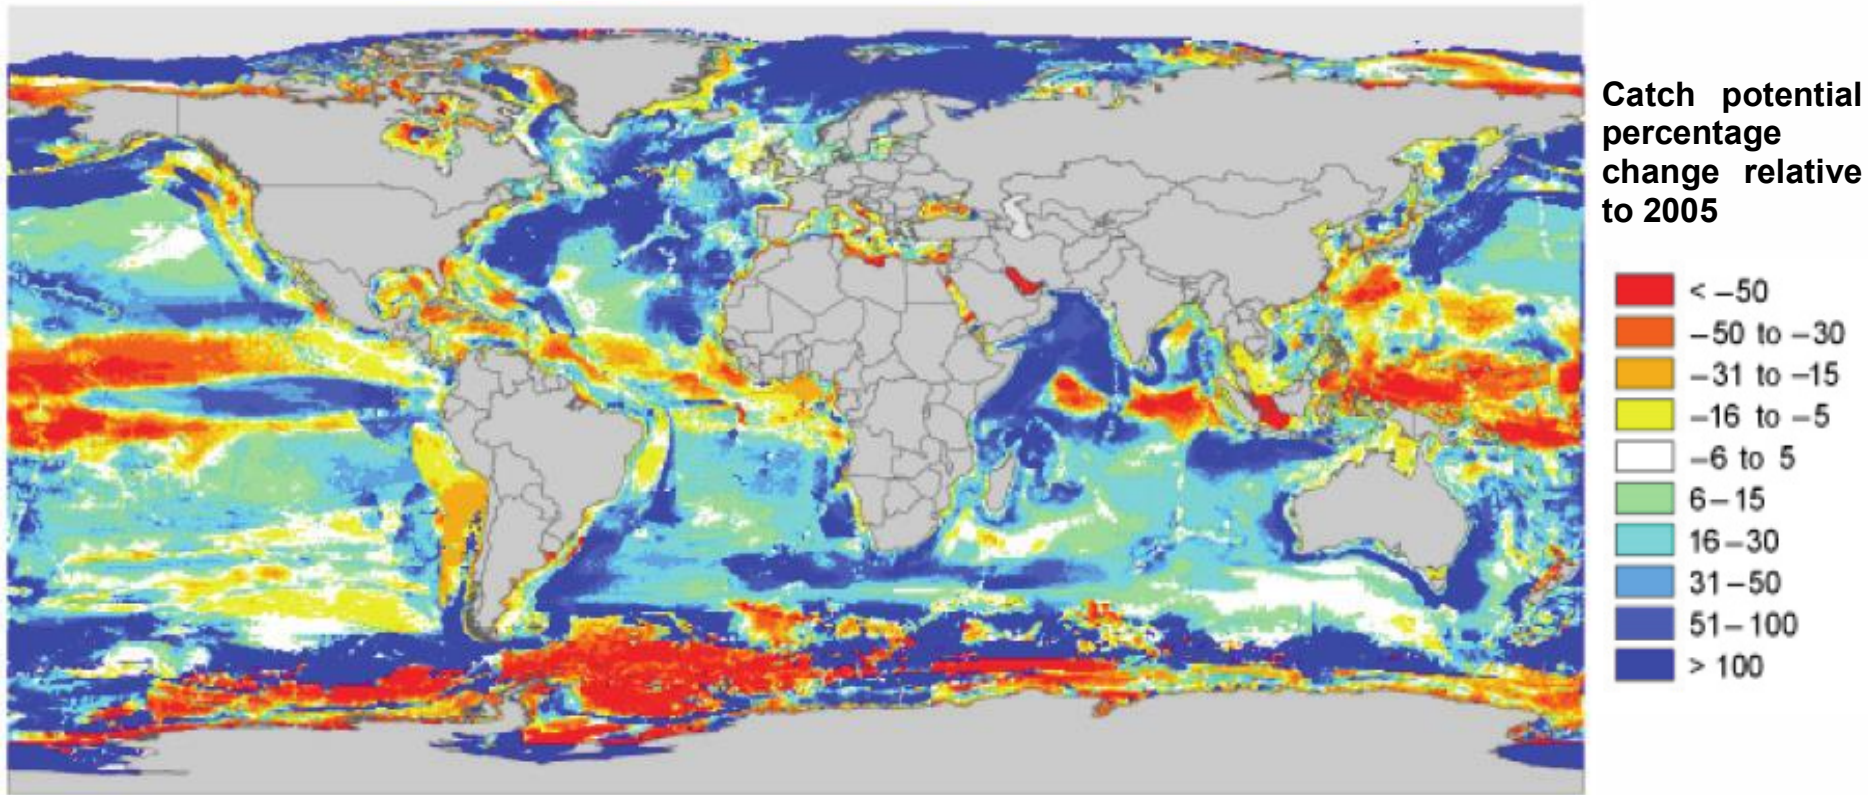 Catch potential
percentage
change relative
to 2005
< –50
–50 to –30
–31 to –15
–16 to –5
–6 to 5
6–15
16–30
31–50
51–100
> 100